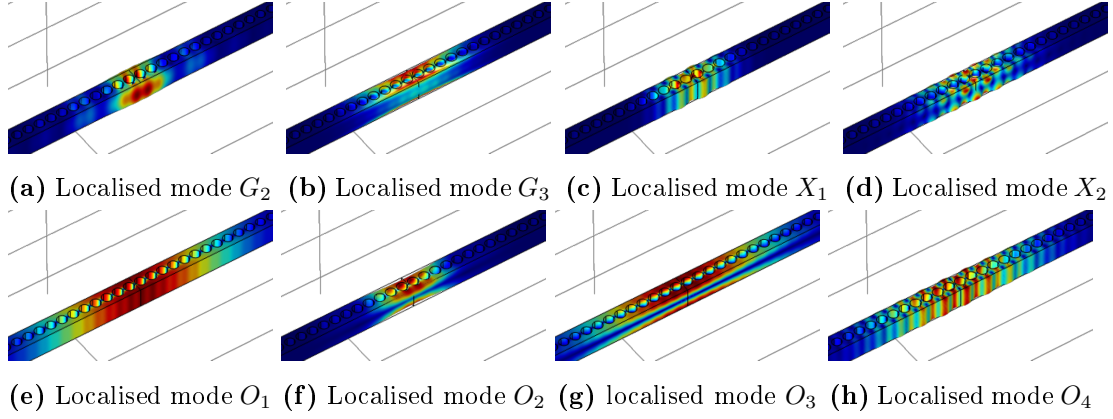 (a) Localised mode G₂ (b) Localised mode G₃ (c) Localised mode X₁ (d) Localised mode X₂
(e) Localised mode O₁ (f) Localised mode O₂ (g) localised mode O₃ (h) Localised mode O₄